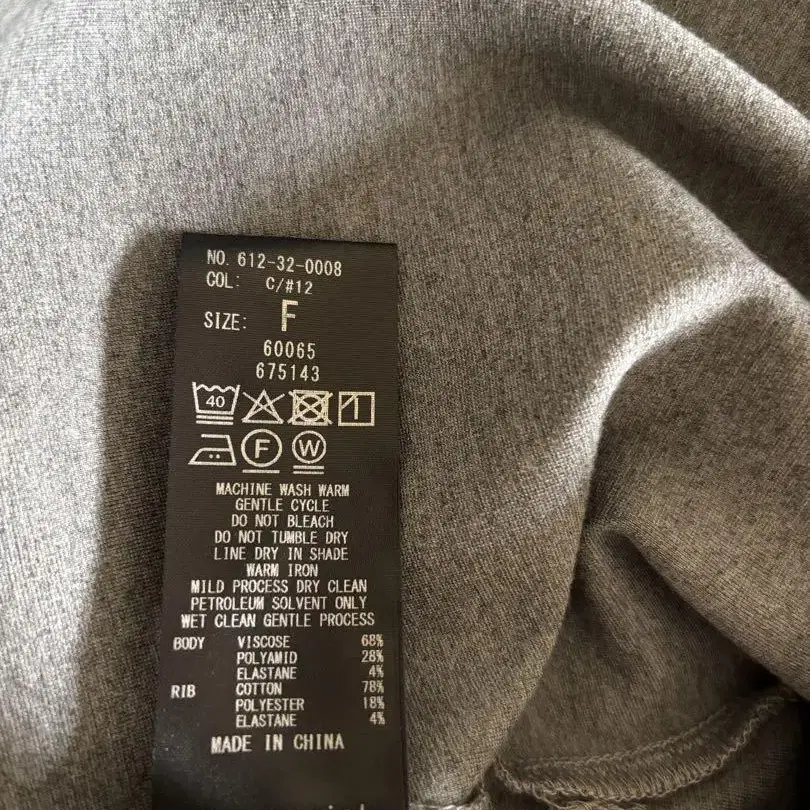 NO. 612-32-0008
COL: C/#12
SIZE: F
60065
675143
40
F W
MACHINE WASH WARM
GENTLE CYCLE
DO NOT BLEACH
DO NOT TUMBLE DRY
LINE DRY IN SHADE
WARM IRON
MILD PROCESS DRY CLEAN
PETROLEUM SOLVENT ONLY
WET CLEAN GENTLE PROCESS
BODY VISCOSE 68%
POLYAMID 28%
ELASTANE 4%
RIB COTTON 78%
POLYESTER 18%
ELASTANE 4%
MADE IN CHINA